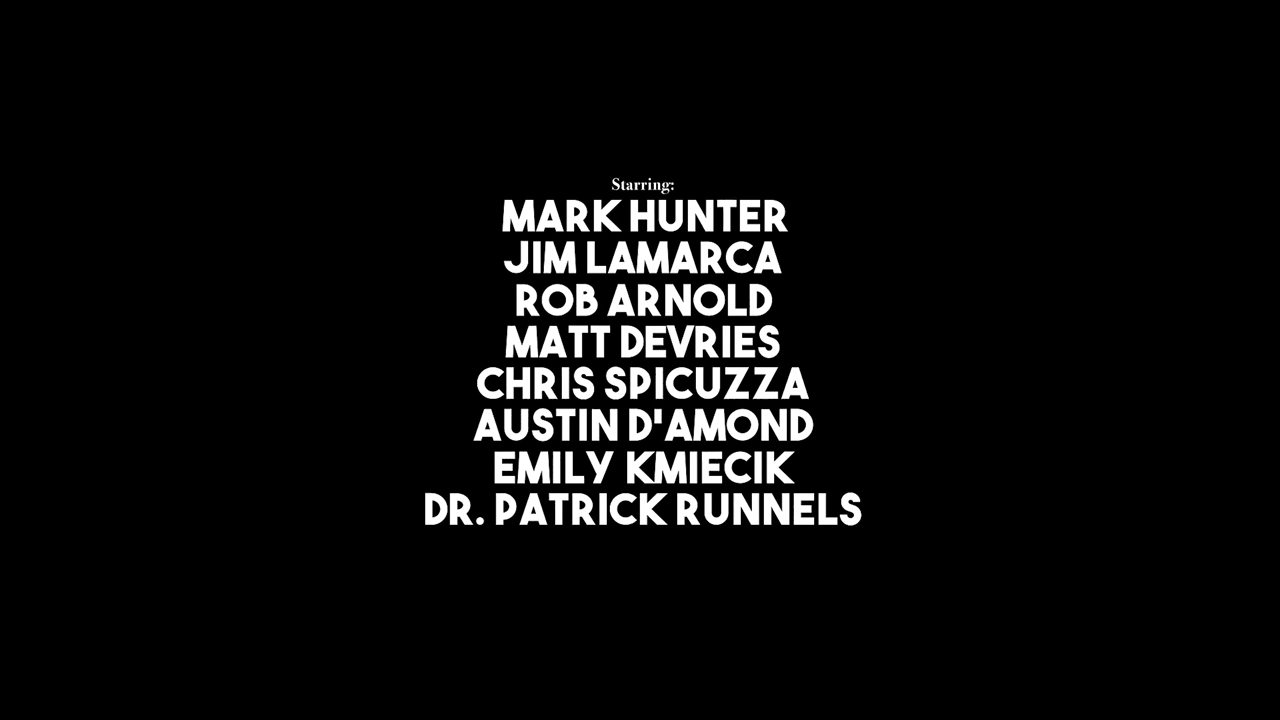 Starring:
MARK HUNTER
JIM LAMARCA
ROB ARNOLD
MATT DEVRIES
CHRIS SPICUZZA
AUSTIN D'AMOND
EMILY KMIECIK
DR. PATRICK RUNNELS